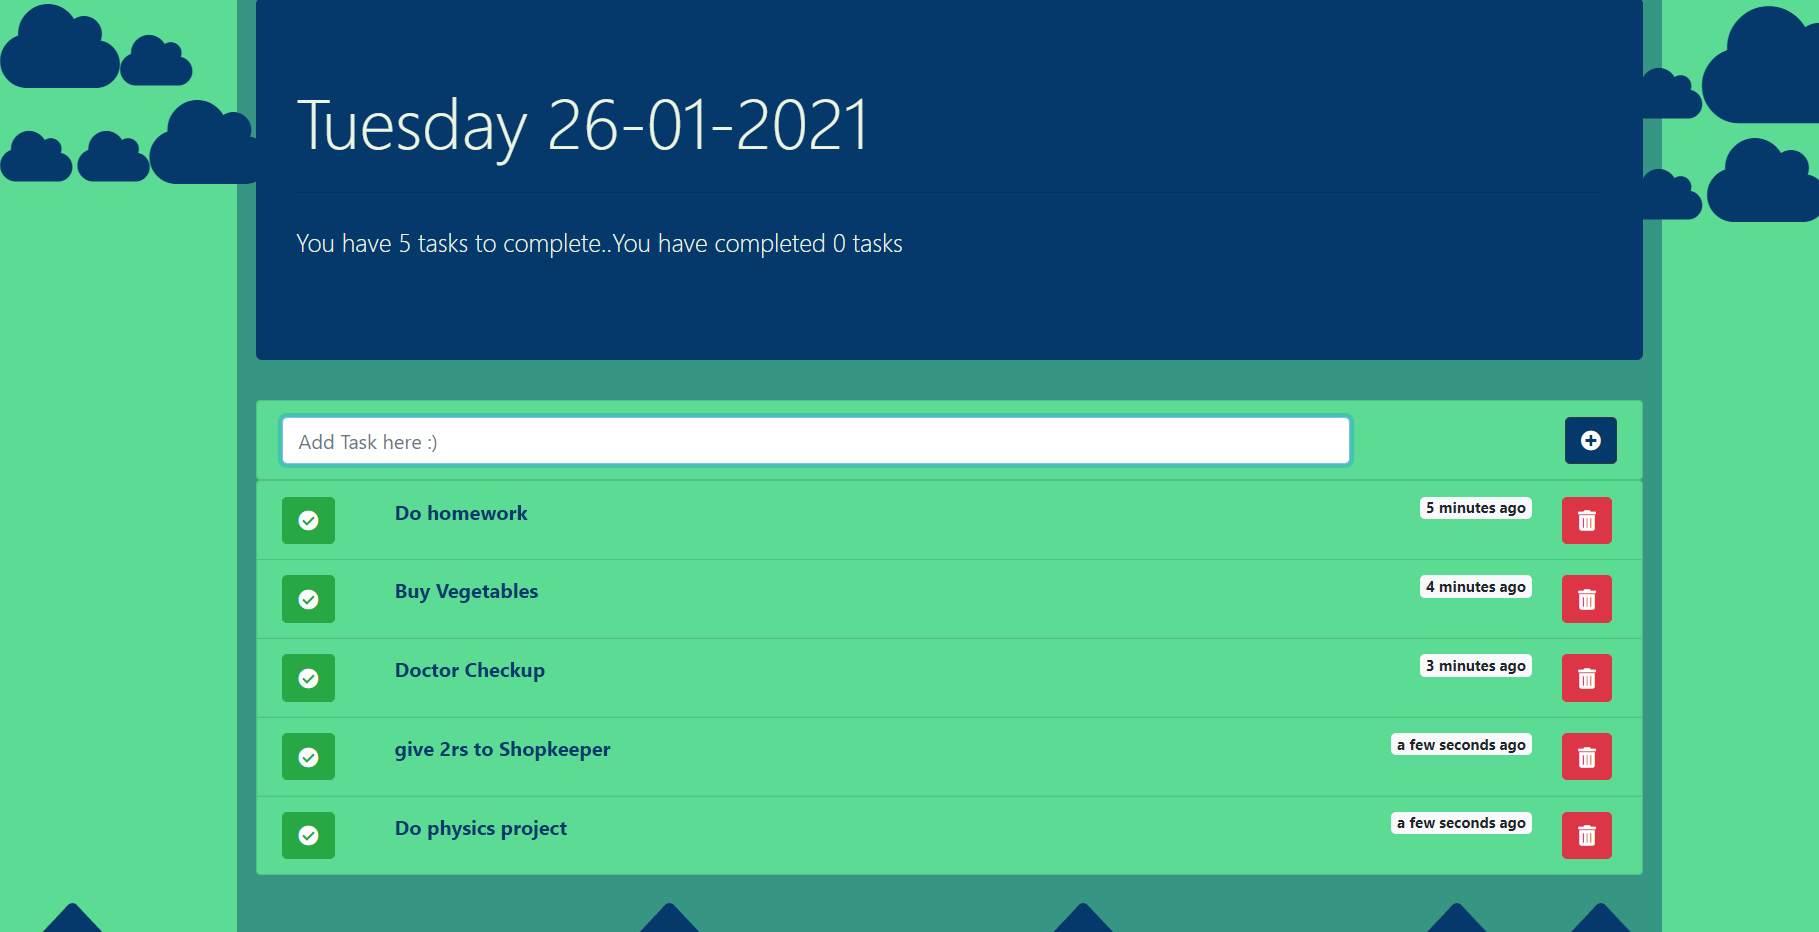 Tuesday 26-01-2021
You have 5 tasks to complete..You have completed 0 tasks
Add Task here :)
Do homework 5 minutes ago
Buy Vegetables 4 minutes ago
Doctor Checkup 3 minutes ago
give 2rs to Shopkeeper a few seconds ago
Do physics project a few seconds ago